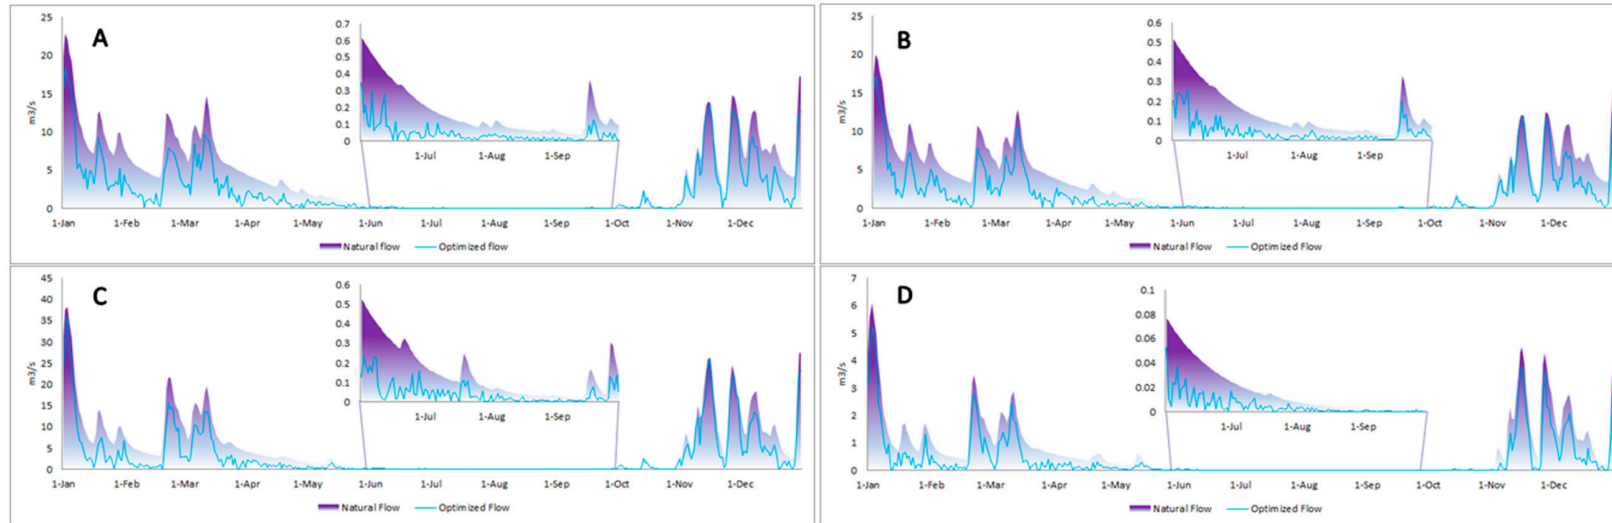 A
25
20
15
10
5
0
m3/s
0.7
0.6
0.5
0.4
0.3
0.2
0.1
0
1-Jul 1-Aug 1-Sep
1-Jan 1-Feb 1-Mar 1-Apr 1-May 1-Jun 1-Jul 1-Aug 1-Sep 1-Oct 1-Nov 1-Dec
Natural flow Optimized flow
B
25
20
15
10
5
0
m3/s
0.6
0.5
0.4
0.3
0.2
0.1
0
1-Jul 1-Aug 1-Sep
1-Jan 1-Feb 1-Mar 1-Apr 1-May 1-Jun 1-Jul 1-Aug 1-Sep 1-Oct 1-Nov 1-Dec
Natural Flow Optimized Flow
C
45
40
35
30
25
20
15
10
5
0
m3/s
0.6
0.5
0.4
0.3
0.2
0.1
0
1-Jul 1-Aug 1-Sep
1-Jan 1-Feb 1-Mar 1-Apr 1-May 1-Jun 1-Jul 1-Aug 1-Sep 1-Oct 1-Nov 1-Dec
Natural Flow Optimized Flow
D
7
6
5
4
3
2
1
0
m3/s
0.1
0.08
0.06
0.04
0.02
0
1-Jul 1-Aug 1-Sep
1-Jan 1-Feb 1-Mar 1-Apr 1-May 1-Jun 1-Jul 1-Aug 1-Sep 1-Oct 1-Nov 1-Dec
Natural Flow Optimized Flow